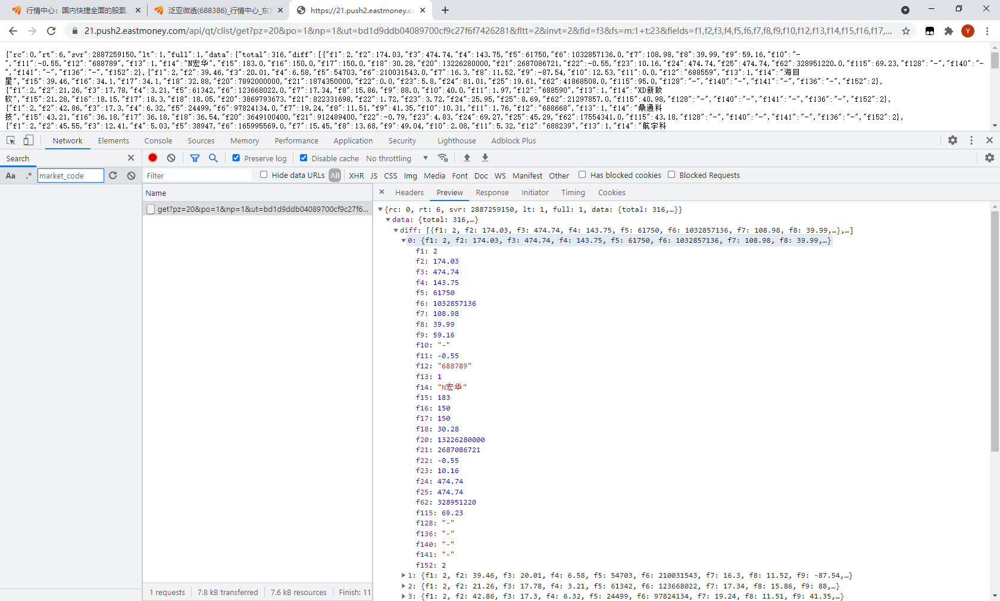 行情中心：国内快捷全面的股票、
泛亚微透(688386)_行情中心_东方
https://21.push2.eastmoney.co
21.push2.eastmoney.com/api/qt/clist/get?pz=20&po=1&np=1&ut=bd1d9ddb04089700cf9c27f6f7426281&fltt=2&invt=2&fid=f3&fs=m:1+t:23&fields=f1,f2,f3,f4,f5,f6,f7,f8,f9,f10,f12,f13,f14,f15,f16,f17,...
Y
{"rc":0,"rt":6,"svr":2887259150,"lt":1,"full":1,"data":{"total":316,"diff":[{"f1":2,"f2":174.03,"f3":474.74,"f4":143.75,"f5":61750,"f6":1032857136.0,"f7":108.98,"f8":39.99,"f9":59.16,"f10":"-
","f11":-0.55,"f12":"688789","f13":1,"f14":"N宏华","f15":183.0,"f16":150.0,"f17":150.0,"f18":30.28,"f20":13226280000,"f21":2687086721,"f22":-0.55,"f23":10.16,"f24":474.74,"f25":474.74,"f62":328951220.0,"f115":69.23,"f128":"-","f140":"-
","f141":"-","f136":"-","f152":2},{"f1":2,"f2":39.46,"f3":20.01,"f4":6.58,"f5":54703,"f6":210031543.0,"f7":16.3,"f8":11.52,"f9":-87.54,"f10":12.53,"f11":0.0,"f12":"688559","f13":1,"f14":"海目
星","f15":39.46,"f16":34.1,"f17":34.1,"f18":32.88,"f20":7892000000,"f21":1874350000,"f22":0.0,"f23":5.8,"f24":81.01,"f25":19.61,"f62":41868508.0,"f115":95.0,"f128":"-","f140":"-","f141":"-","f136":"-","f152":2},
{"f1":2,"f2":21.26,"f3":17.78,"f4":3.21,"f5":61342,"f6":123668022.0,"f7":17.34,"f8":15.86,"f9":88.0,"f10":40.0,"f11":1.97,"f12":"688590","f13":1,"f14":"XD新致
软","f15":21.28,"f16":18.15,"f17":18.3,"f18":18.05,"f20":3869793673,"f21":822331698,"f22":1.72,"f23":3.72,"f24":25.95,"f25":8.69,"f62":21297857.0,"f115":40.98,"f128":"-","f140":"-","f141":"-","f136":"-","f152":2},
{"f1":2,"f2":42.86,"f3":17.3,"f4":6.32,"f5":24499,"f6":97824134.0,"f7":19.24,"f8":11.51,"f9":41.35,"f10":10.31,"f11":1.76,"f12":"688668","f13":1,"f14":"鼎通科
技","f15":43.21,"f16":36.18,"f17":36.18,"f18":36.54,"f20":3649100400,"f21":912489400,"f22":-0.79,"f23":4.83,"f24":69.27,"f25":45.29,"f62":17554341.0,"f115":43.18,"f128":"-","f140":"-","f141":"-","f136":"-","f152":2},
{"f1":2,"f2":45.55,"f3":12.41,"f4":5.03,"f5":38947,"f6":165995569.0,"f7":15.45,"f8":13.68,"f9":49.04,"f10":2.08,"f11":5.32,"f12":"688239","f13":1,"f14":"航宇科
Network Elements Console Sources Memory Performance Application Security Lighthouse Adblock Plus
Search
Preserve log Disable cache No throttling
Aa .* market_code
Filter Hide data URLs All XHR JS CSS Img Media Font Doc WS Manifest Other Has blocked cookies Blocked Requests
Name
Headers Preview Response Initiator Timing Cookies
get?pz=20&po=1&np=1&ut=bd1d9ddb04089700cf9c27f6...
{rc: 0, rt: 6, svr: 2887259150, lt: 1, full: 1, data: {total: 316,…}}
data: {total: 316,…}
diff: [{f1: 2, f2: 174.03, f3: 474.74, f4: 143.75, f5: 61750, f6: 1032857136, f7: 108.98, f8: 39.99,…},…]
0: {f1: 2, f2: 174.03, f3: 474.74, f4: 143.75, f5: 61750, f6: 1032857136, f7: 108.98, f8: 39.99,…}
f1: 2
f2: 174.03
f3: 474.74
f4: 143.75
f5: 61750
f6: 1032857136
f7: 108.98
f8: 39.99
f9: 59.16
f10: "-"
f11: -0.55
f12: "688789"
f13: 1
f14: "N宏华"
f15: 183
f16: 150
f17: 150
f18: 30.28
f20: 13226280000
f21: 2687086721
f22: -0.55
f23: 10.16
f24: 474.74
f25: 474.74
f62: 328951220
f115: 69.23
f128: "-"
f136: "-"
f140: "-"
f141: "-"
f152: 2
1: {f1: 2, f2: 39.46, f3: 20.01, f4: 6.58, f5: 54703, f6: 210031543, f7: 16.3, f8: 11.52, f9: -87.54,…}
2: {f1: 2, f2: 21.26, f3: 17.78, f4: 3.21, f5: 61342, f6: 123668022, f7: 17.34, f8: 15.86, f9: 88,…}
3: {f1: 2, f2: 42.86, f3: 17.3, f4: 6.32, f5: 24499, f6: 97824134, f7: 19.24, f8: 11.51, f9: 41.35,…}
1 requests 7.8 kB transferred 7.6 kB resources Finish: 11